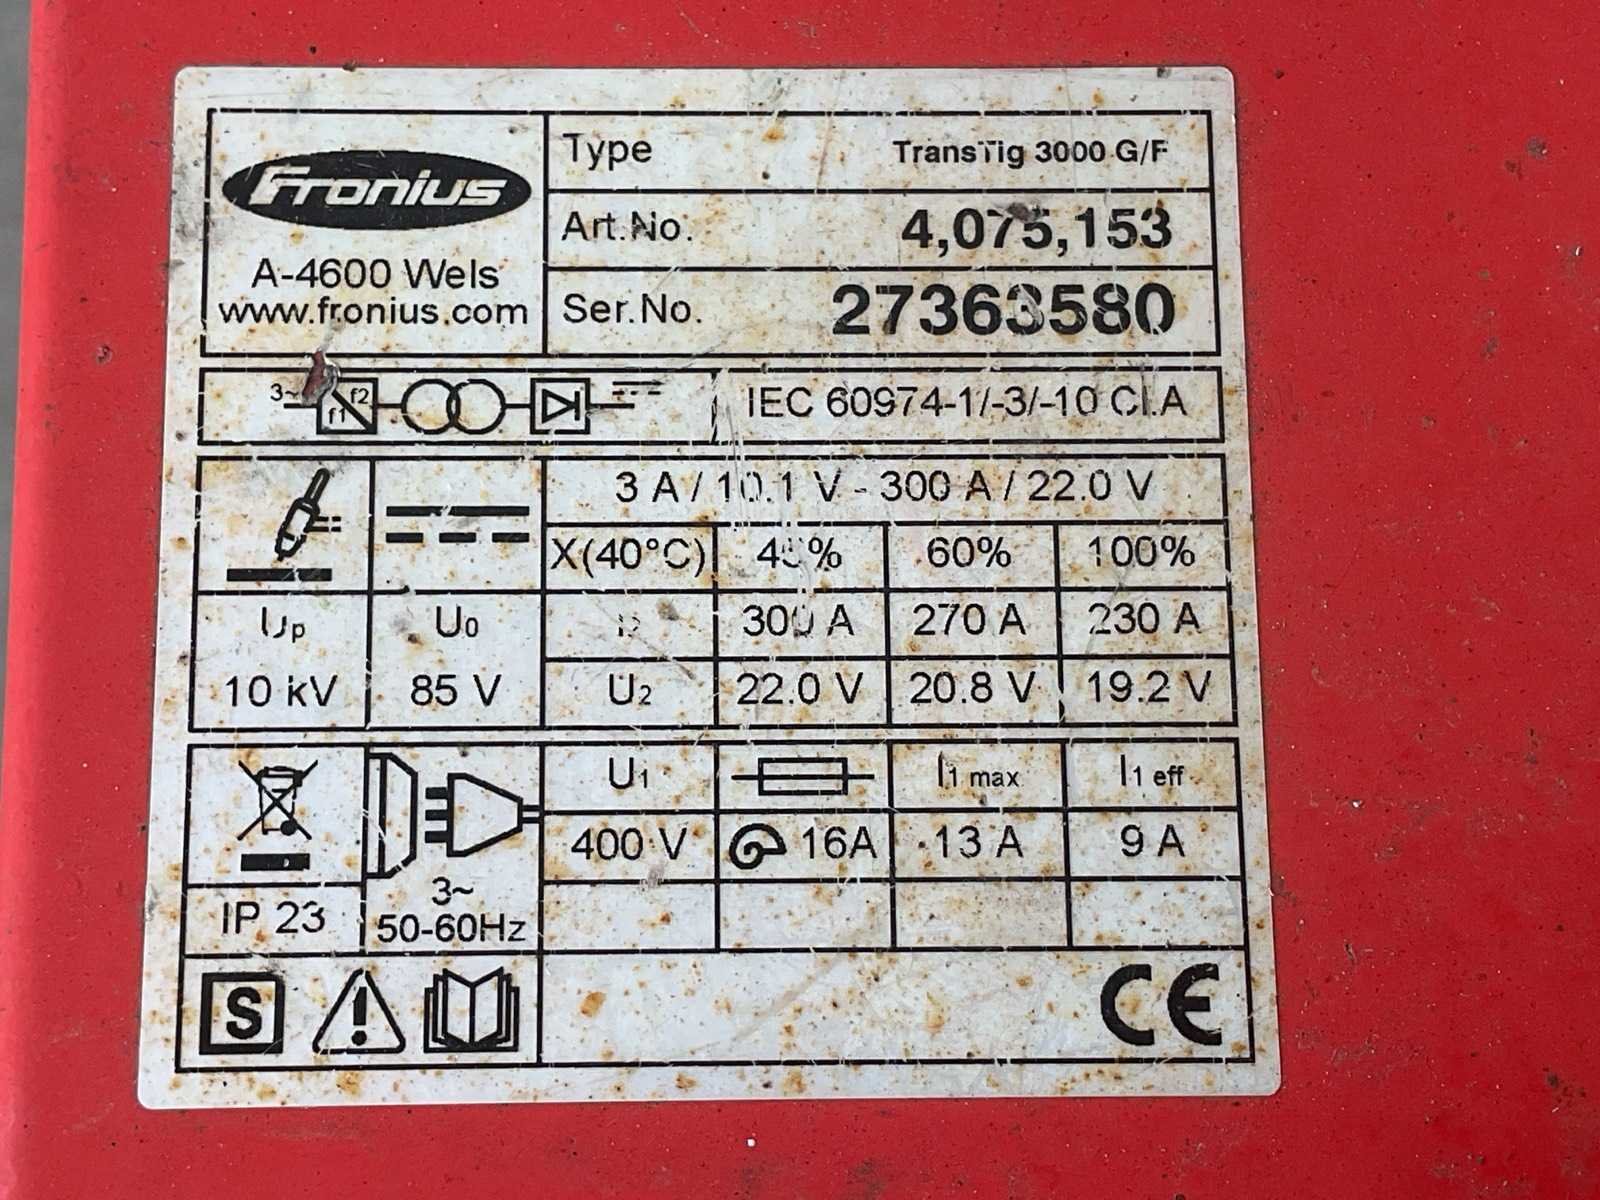 Fronius
A-4600 Wels
www.fronius.com
Type TransTig 3000 G/F
Art.No. 4,075,153
Ser.No. 27363580
3~ f1 f2
IEC 60974-1/-3/-10 Cl.A
3 A / 10.1 V - 300 A / 22.0 V
X(40°C) 45% 60% 100%
Up U0 I2 300 A 270 A 230 A
10 kV 85 V U2 22.0 V 20.8 V 19.2 V
U1 I1 max I1 eff
400 V 16A 13 A 9 A
3~
IP 23 50-60Hz
S ! CE